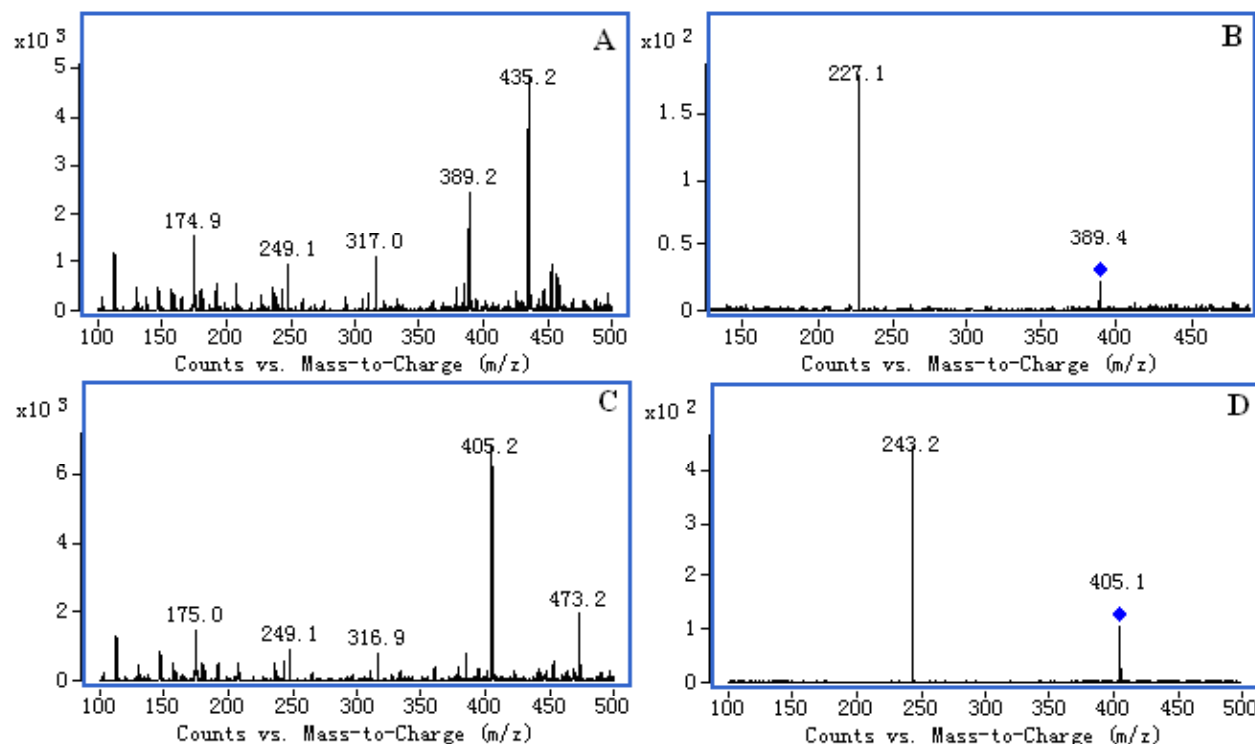 x10 3
A
5
4
3
2
1
0
435.2
389.2
174.9
249.1
317.0
100 150 200 250 300 350 400 450 500
Counts vs. Mass-to-Charge (m/z)
x10 2
B
1.5
1
0.5
0
227.1
389.4
150 200 250 300 350 400 450
Counts vs. Mass-to-Charge (m/z)
x10 3
C
6
4
2
0
405.2
473.2
175.0
249.1
316.9
100 150 200 250 300 350 400 450 500
Counts vs. Mass-to-Charge (m/z)
x10 2
D
4
3
2
1
0
243.2
405.1
100 150 200 250 300 350 400 450 500
Counts vs. Mass-to-Charge (m/z)